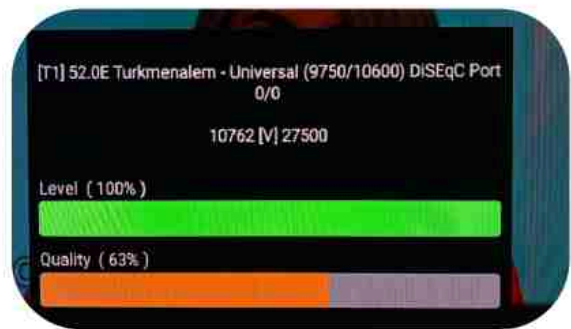 [T1] 52.0E Turkmenalem - Universal (9750/10600) DiSEqC Port
0/0
10762 [V] 27500
Level ( 100% )
Quality ( 63% )